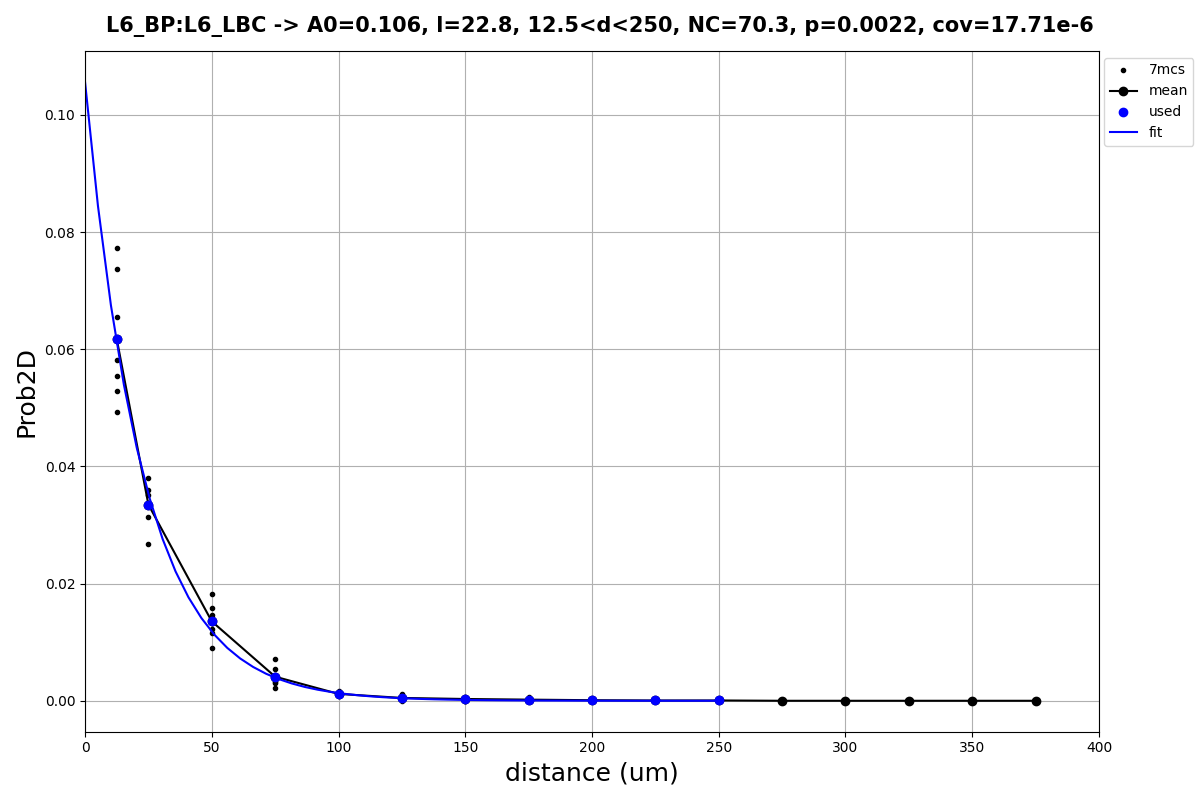 L6_BP:L6_LBC -> A0=0.106, l=22.8, 12.5<d<250, NC=70.3, p=0.0022, cov=17.71e-6
7mcs
mean
used
fit
Prob2D
0.10
0.08
0.06
0.04
0.02
0.00
0 50 100 150 200 250 300 350 400
distance (um)